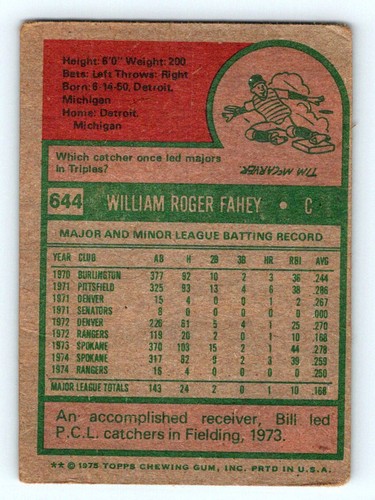 Height: 6'0" Weight: 200
Bats: Left Throws: Right
Born: 6-14-50, Detroit,
Michigan
Home: Detroit,
Michigan
TIM McCARVER
Which catcher once led majors
in Triples?
644 WILLIAM ROGER FAHEY • C
MAJOR AND MINOR LEAGUE BATTING RECORD
YEAR CLUB AB H 2B 3B HR RBI AVG
1970 BURLINGTON 377 92 10 2 3 36 .244
1971 PITTSFIELD 325 93 13 4 6 38 .286
1971 DENVER 15 4 0 0 0 3 .267
1971 SENATORS 8 0 0 0 0 0 .000
1972 DENVER 226 61 5 4 1 25 .270
1972 RANGERS 119 20 2 0 1 10 .168
1973 SPOKANE 370 103 15 2 2 44 .278
1974 SPOKANE 317 82 9 2 3 36 .259
1974 RANGERS 16 4 0 0 0 0 .250
MAJOR LEAGUE TOTALS 143 24 2 0 1 10 .168
An accomplished receiver, Bill led
P.C.L. catchers in Fielding, 1973.
** © 1975 TOPPS CHEWING GUM, INC. PRTD IN U.S.A.